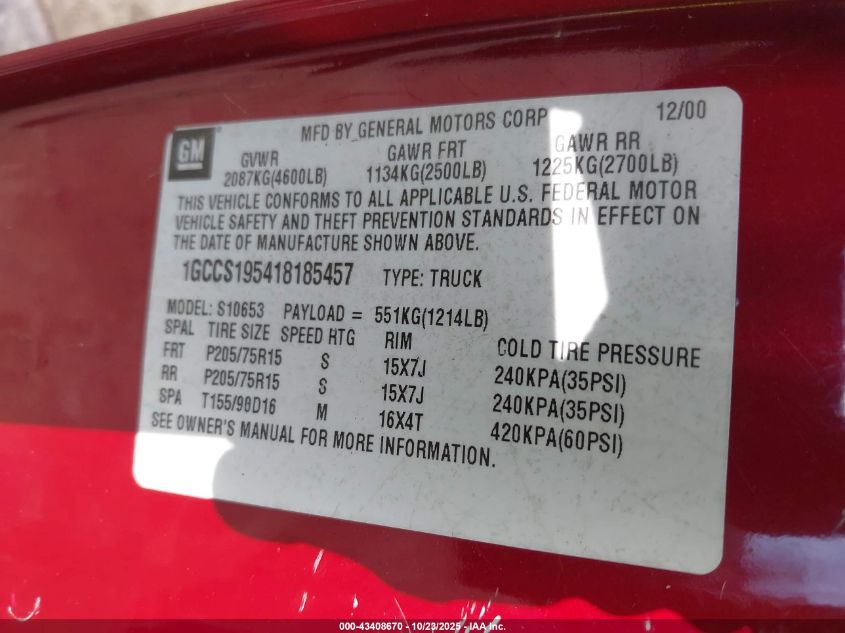 GM ®
MFD BY GENERAL MOTORS CORP 12/00
GVWR GAWR FRT GAWR RR
2087KG(4600LB) 1134KG(2500LB) 1225KG(2700LB)
THIS VEHICLE CONFORMS TO ALL APPLICABLE U.S. FEDERAL MOTOR
VEHICLE SAFETY AND THEFT PREVENTION STANDARDS IN EFFECT ON
THE DATE OF MANUFACTURE SHOWN ABOVE.
1GCCS195418185457 TYPE: TRUCK
MODEL: S10653 PAYLOAD = 551KG(1214LB)
SPAL TIRE SIZE SPEED HTG RIM COLD TIRE PRESSURE
FRT P205/75R15 S 15X7J 240KPA(35PSI)
RR P205/75R15 S 15X7J 240KPA(35PSI)
SPA T155/90D16 M 16X4T 420KPA(60PSI)
SEE OWNER'S MANUAL FOR MORE INFORMATION.
000-43408670 - 10/23/2025 - IAA Inc.